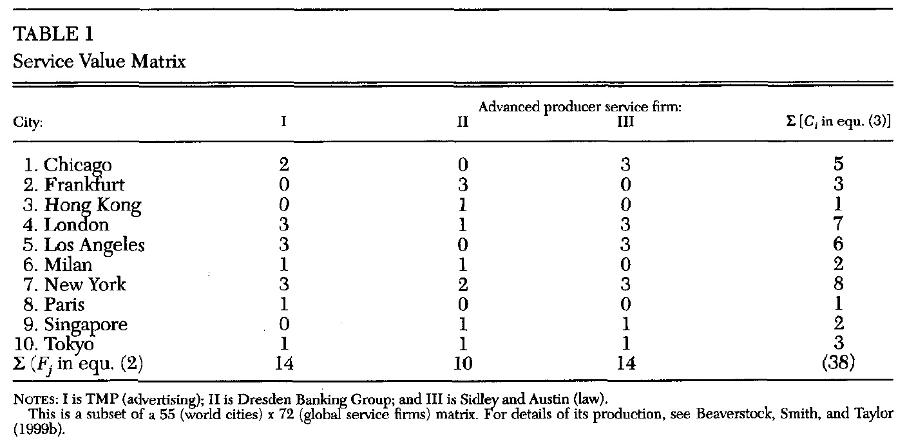 TABLE 1
Service Value Matrix
Advanced producer service firm:
City: I II III Σ [Ci in equ. (3)]
1. Chicago 2 0 3 5
2. Frankfurt 0 3 0 3
3. Hong Kong 0 1 0 1
4. London 3 1 3 7
5. Los Angeles 3 0 3 6
6. Milan 1 1 0 2
7. New York 3 2 3 8
8. Paris 1 0 0 1
9. Singapore 0 1 1 2
10. Tokyo 1 1 1 3
Σ (Fj in equ. (2) 14 10 14 (38)
NOTES: I is TMP (advertising); II is Dresden Banking Group; and III is Sidley and Austin (law).
This is a subset of a 55 (world cities) x 72 (global service firms) matrix. For details of its production, see Beaverstock, Smith, and Taylor
(1999b).